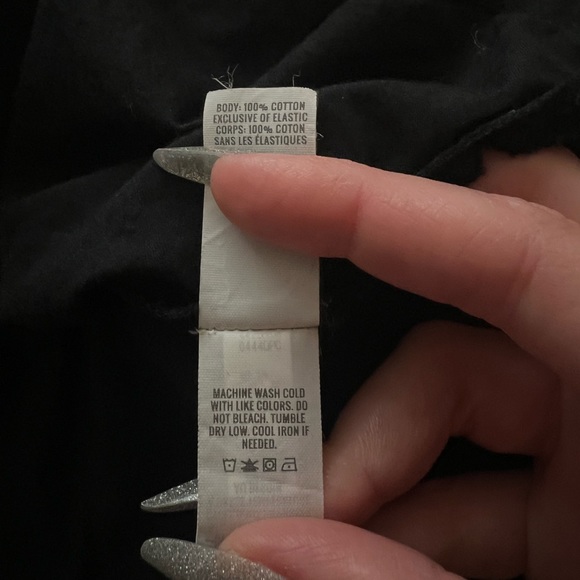 BODY: 100% COTTON
EXCLUSIVE OF ELASTIC
CORPS: 100% COTON
SANS LES ÉLASTIQUES
MACHINE WASH COLD
WITH LIKE COLORS. DO
NOT BLEACH. TUMBLE
DRY LOW. COOL IRON IF
NEEDED.